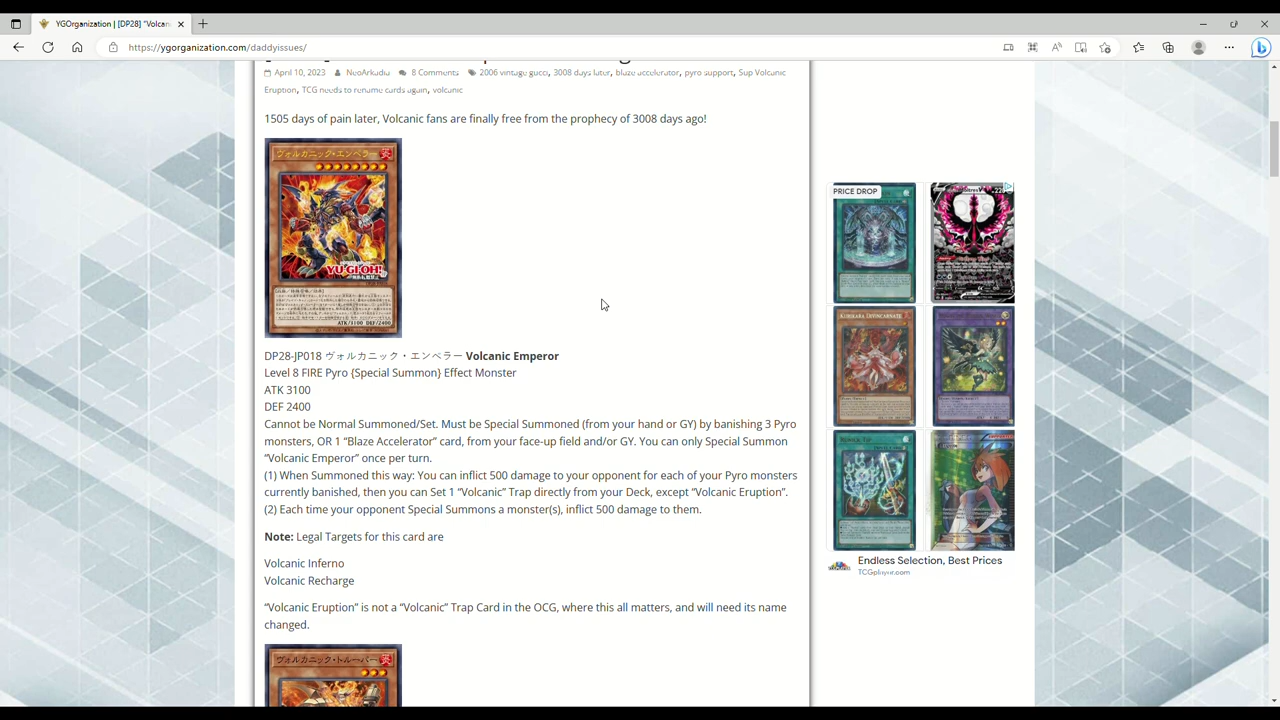 YGOrganization | [DP28] "Volcan
https://ygorganization.com/daddyissues/
April 10, 2023 NeoArkadia 8 Comments 2006 vintage gucci, 3008 days later, blaze accelerator, pyro support, Sup Volcanic
Eruption, TCG needs to rename cards again, volcanic
1505 days of pain later, Volcanic fans are finally free from the prophecy of 3008 days ago!
ヴォルカニック・エンペラー 炎
YU-GI-OH!
ATK/3100 DEF/2400
DP28-JP018 ヴォルカニック・エンペラー Volcanic Emperor
Level 8 FIRE Pyro {Special Summon} Effect Monster
ATK 3100
DEF 2400
Cannot be Normal Summoned/Set. Must be Special Summoned (from your hand or GY) by banishing 3 Pyro
monsters, OR 1 “Blaze Accelerator” card, from your face-up field and/or GY. You can only Special Summon
“Volcanic Emperor” once per turn.
(1) When Summoned this way: You can inflict 500 damage to your opponent for each of your Pyro monsters
currently banished, then you can Set 1 “Volcanic” Trap directly from your Deck, except “Volcanic Eruption”.
(2) Each time your opponent Special Summons a monster(s), inflict 500 damage to them.
Note: Legal Targets for this card are
Volcanic Inferno
Volcanic Recharge
“Volcanic Eruption” is not a “Volcanic” Trap Card in the OCG, where this all matters, and will need its name
changed.
ヴォルカニック・トルーパー 炎
PRICE DROP
KURIKARA DIVINCARNATE
Endless Selection, Best Prices
TCGplayer.com